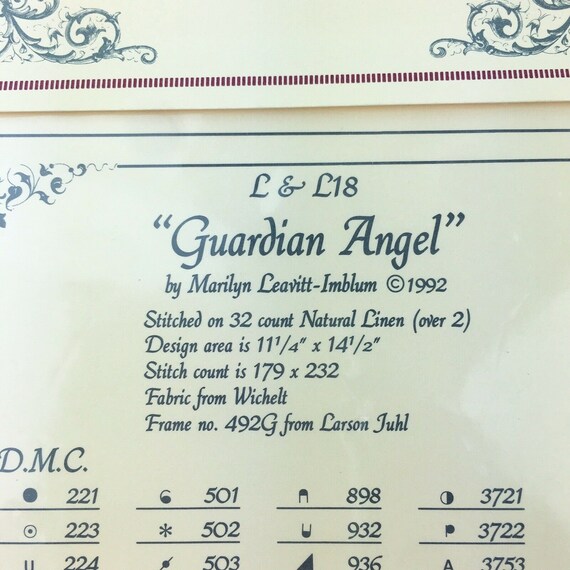 L & L18
“Guardian Angel”
by Marilyn Leavitt-Imblum ©1992
Stitched on 32 count Natural Linen (over 2)
Design area is 11¹/₄" x 14¹/₂"
Stitch count is 179 x 232
Fabric from Wichelt
Frame no. 492G from Larson Juhl
D.M.C.
221 501 898 3721
223 502 932 P 3722
U 224 503 936 A 3753